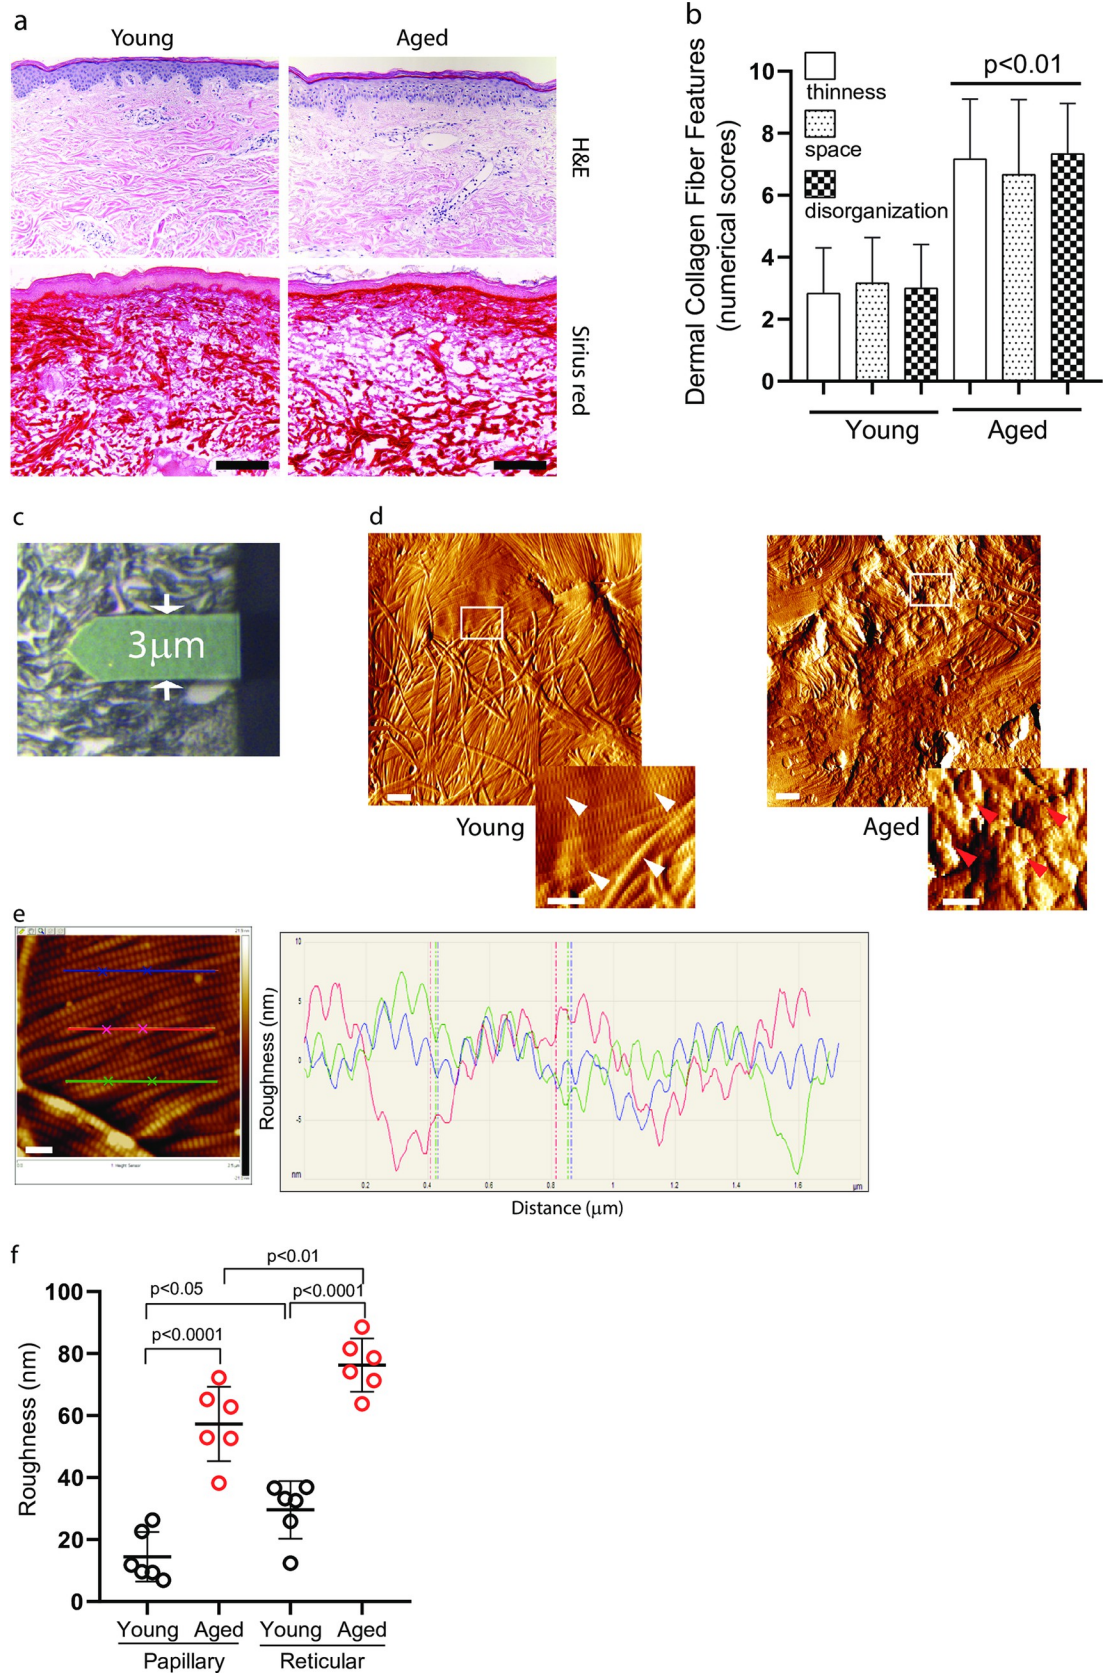 a
Young
Aged
H&E
Sirius red
b
Dermal Collagen Fiber Features
(numerical scores)
10
8
6
4
2
0
thinness
space
disorganization
p<0.01
Young
Aged
c
3μm
d
Young
Aged
e
Roughness (nm)
10
5
0
-5
nm
0.2
0.4
0.6
0.8
1
1.2
1.4
1.6
μm
Distance (μm)
f
Roughness (nm)
100
80
60
40
20
0
p<0.01
p<0.05
p<0.0001
p<0.0001
Young
Aged
Young
Aged
Papillary
Reticular